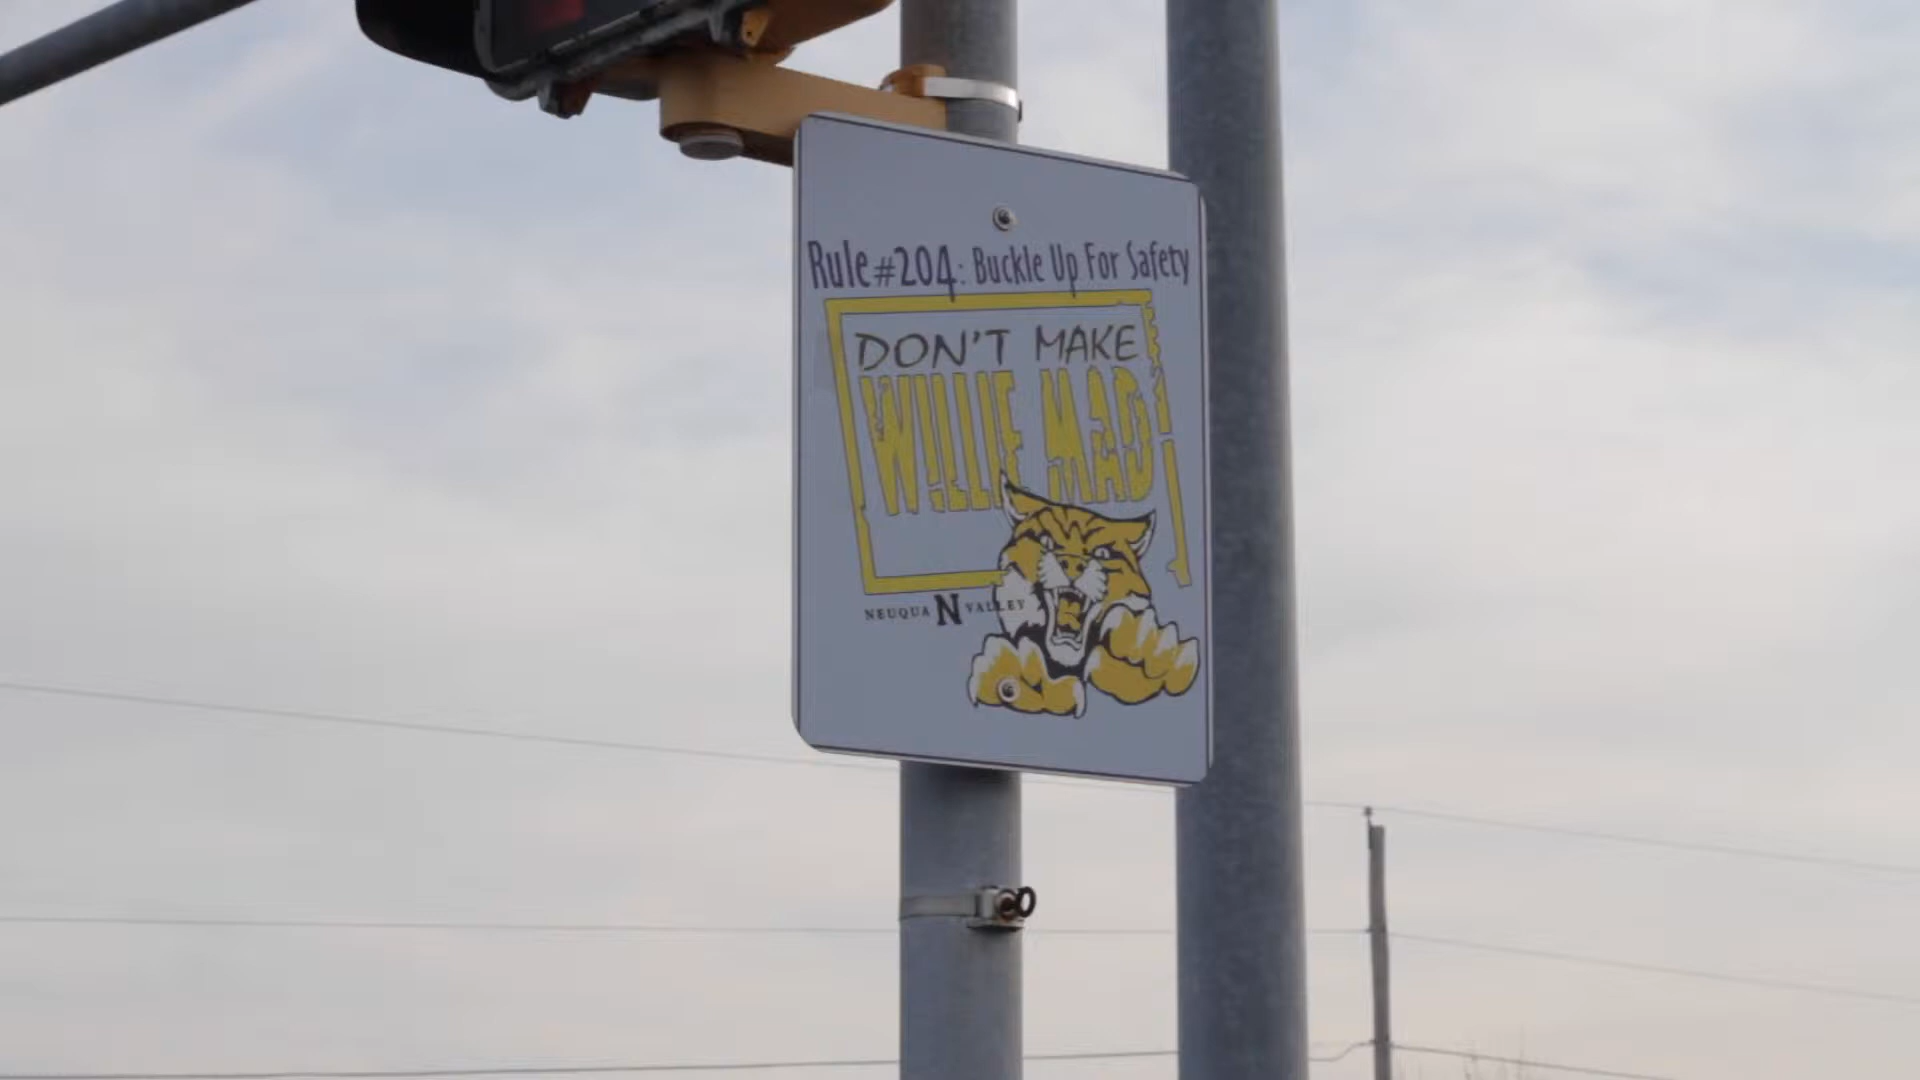 Rule #204: Buckle Up For Safety
DON'T MAKE
WILLIE MAD
NEUQUA N VALLEY